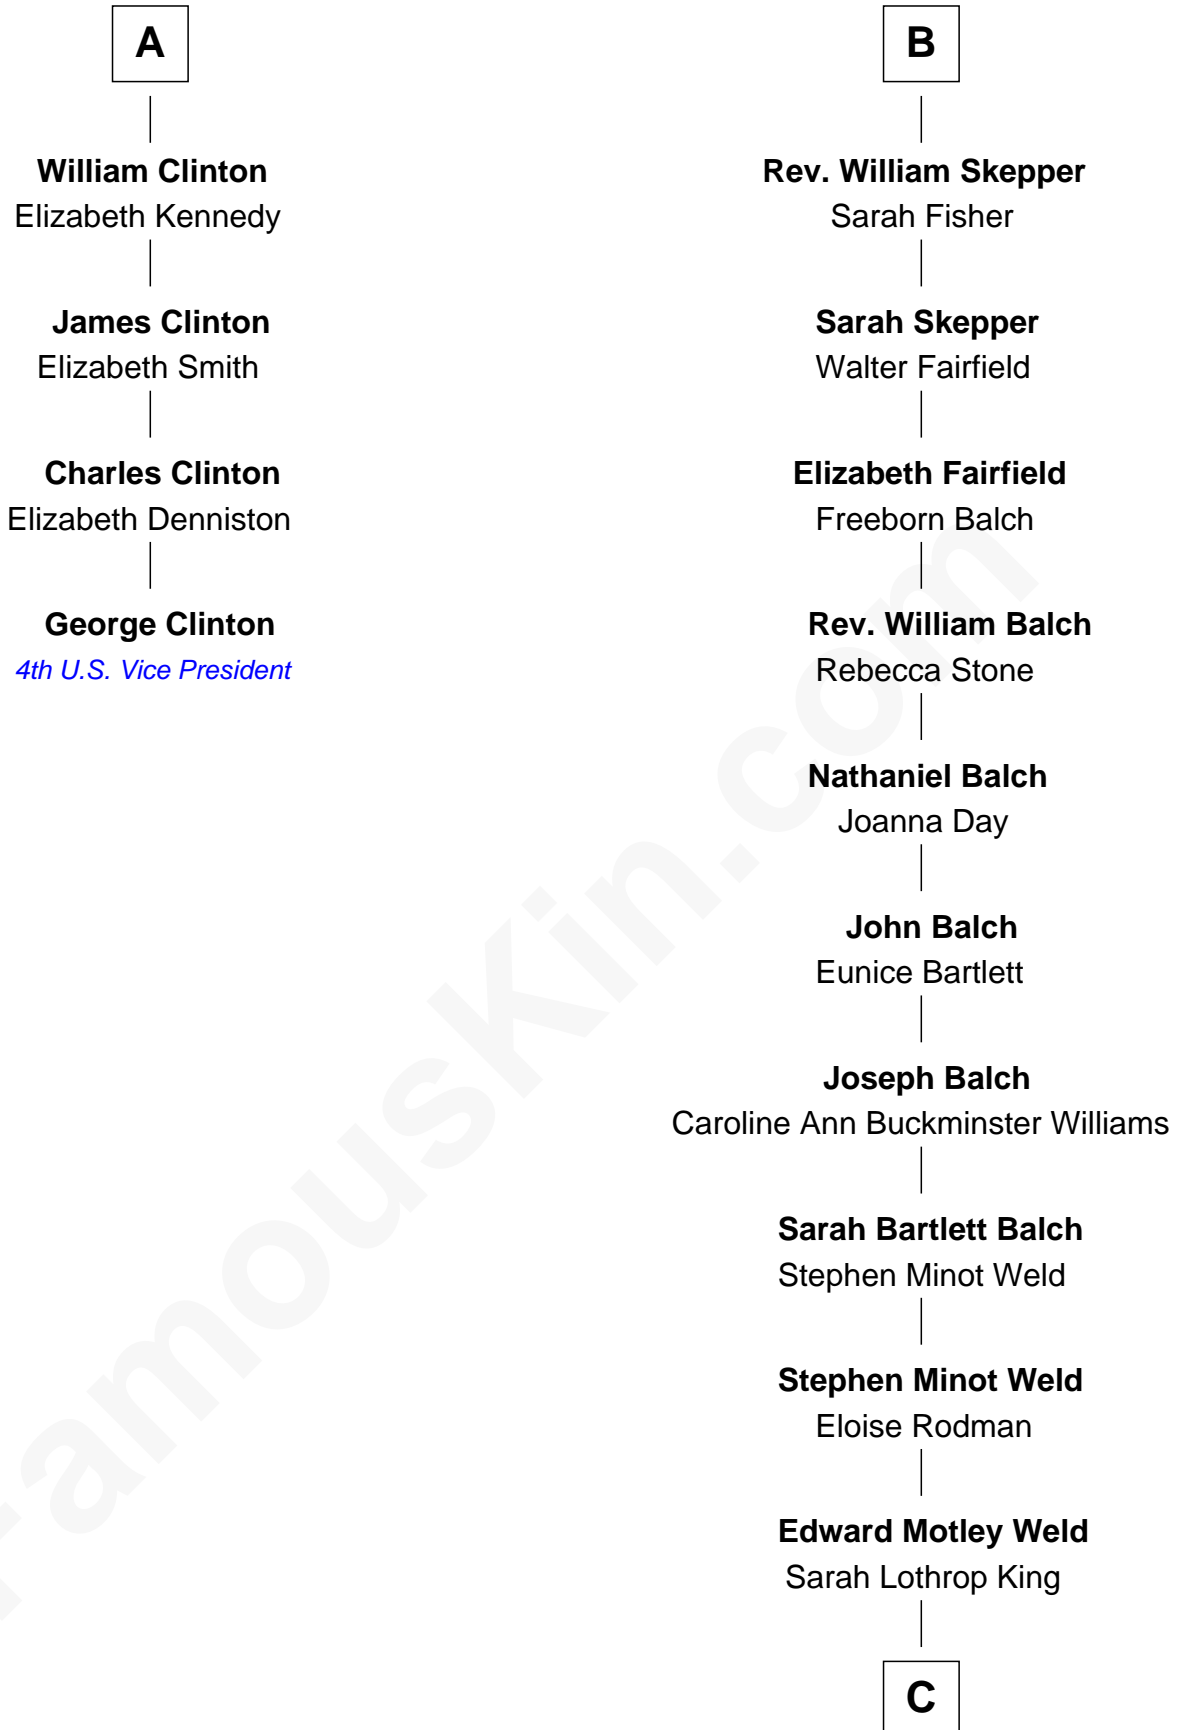 A
William Clinton
Elizabeth Kennedy
James Clinton
Elizabeth Smith
Charles Clinton
Elizabeth Denniston
George Clinton
4th U.S. Vice President
B
Rev. William Skepper
Sarah Fisher
Sarah Skepper
Walter Fairfield
Elizabeth Fairfield
Freeborn Balch
Rev. William Balch
Rebecca Stone
Nathaniel Balch
Joanna Day
John Balch
Eunice Bartlett
Joseph Balch
Caroline Ann Buckminster Williams
Sarah Bartlett Balch
Stephen Minot Weld
Stephen Minot Weld
Eloise Rodman
Edward Motley Weld
Sarah Lothrop King
C
FamousKin.com